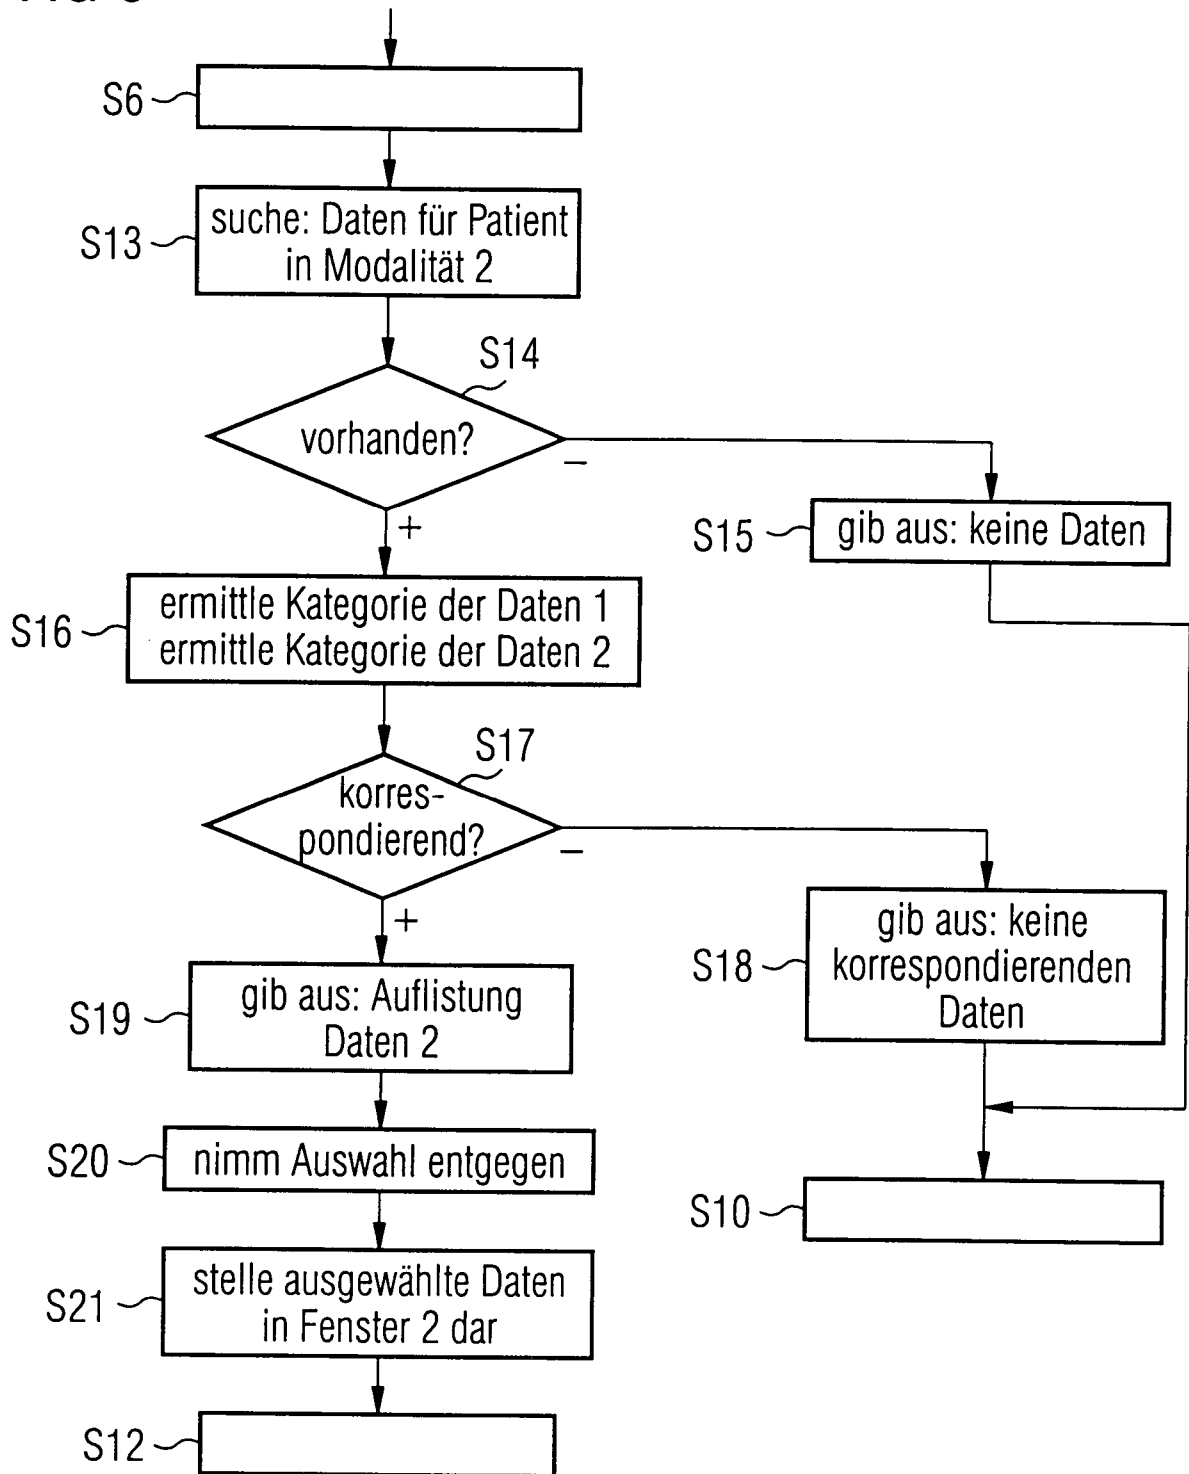 S6
S13
suche: Daten für Patient
in Modalität 2
S14
vorhanden?
−
+
S15
gib aus: keine Daten
S16
ermittle Kategorie der Daten 1
ermittle Kategorie der Daten 2
S17
korres-
pondierend?
−
+
S18
gib aus: keine
korrespondierenden
Daten
S19
gib aus: Auflistung
Daten 2
S20
nimm Auswahl entgegen
S10
S21
stelle ausgewählte Daten
in Fenster 2 dar
S12